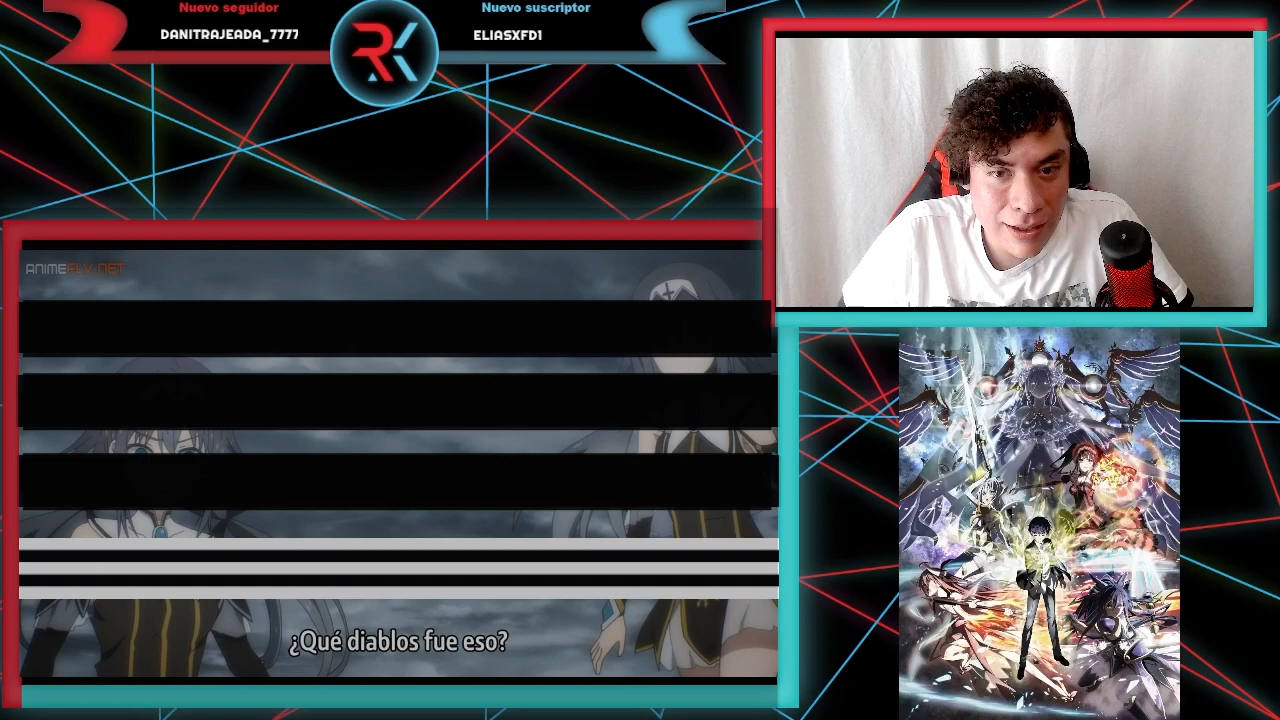 Nuevo seguidor
DANITRAJEADA_7777
Nuevo suscriptor
ELIASXFD1
RK
ANIMEFLV.NET
¿Qué diablos fue eso?